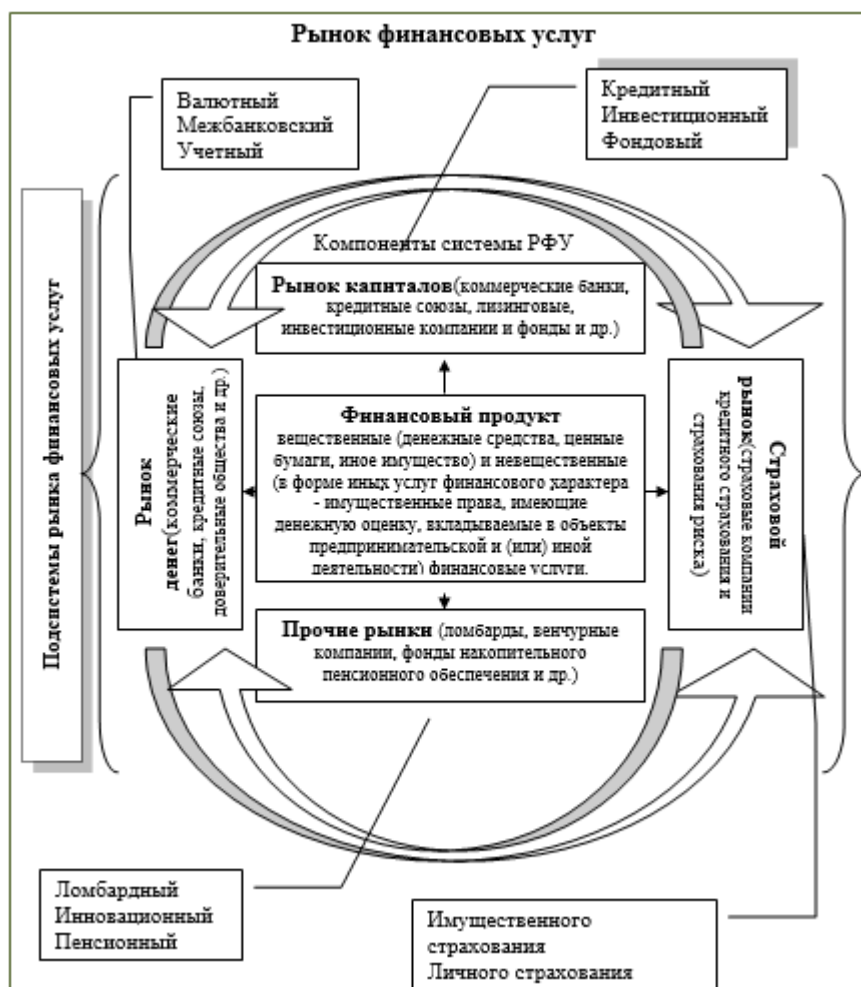 Рынок финансовых услуг
Валютный
Межбанковский
Учетный
Кредитный
Инвестиционный
Фондовый
Подсистемы рынка финансовых услуг
Компоненты системы РФУ
Рынок капиталов(коммерческие банки,
кредитные союзы, лизинговые,
инвестиционные компании и фонды и др.)
Рынок
денег(коммерческие
банки, кредитные союзы,
доверительные общества и др.)
Финансовый продукт
вещественные (денежные средства, ценные
бумаги, иное имущество) и невещественные
(в форме иных услуг финансового характера
- имущественные права, имеющие
денежную оценку, вкладываемые в объекты
предпринимательской и (или) иной
деятельности) финансовые услуги.
Страховой
рынок(страховые компании
кредитного страхования и
страхования риска)
Прочие рынки (ломбарды, венчурные
компании, фонды накопительного
пенсионного обеспечения и др.)
Ломбардный
Инновационный
Пенсионный
Имущественного
страхования
Личного страхования